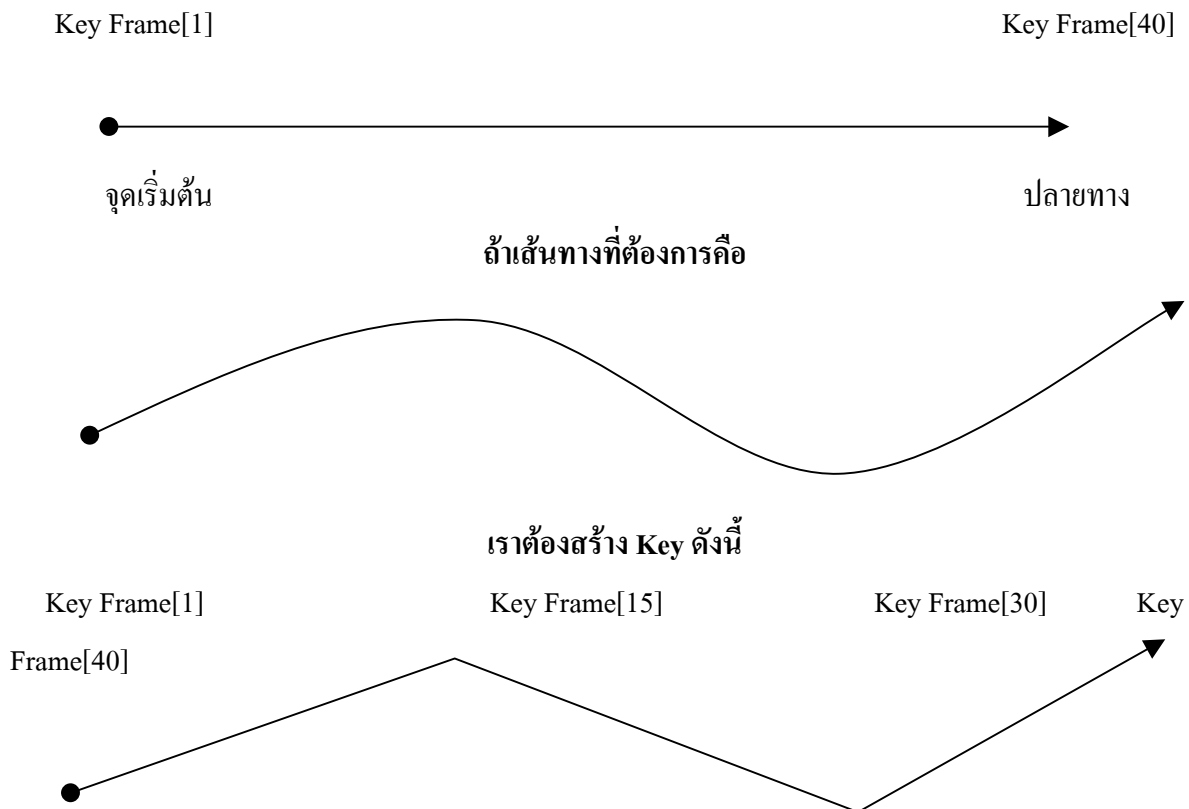 Key Frame[1] Key Frame[40]
จุดเริ่มต้น ปลายทาง
ถ้าเส้นทางที่ต้องการคือ
เราต้องสร้าง Key ดังนี้
Key Frame[1] Key Frame[15] Key Frame[30] Key
Frame[40]